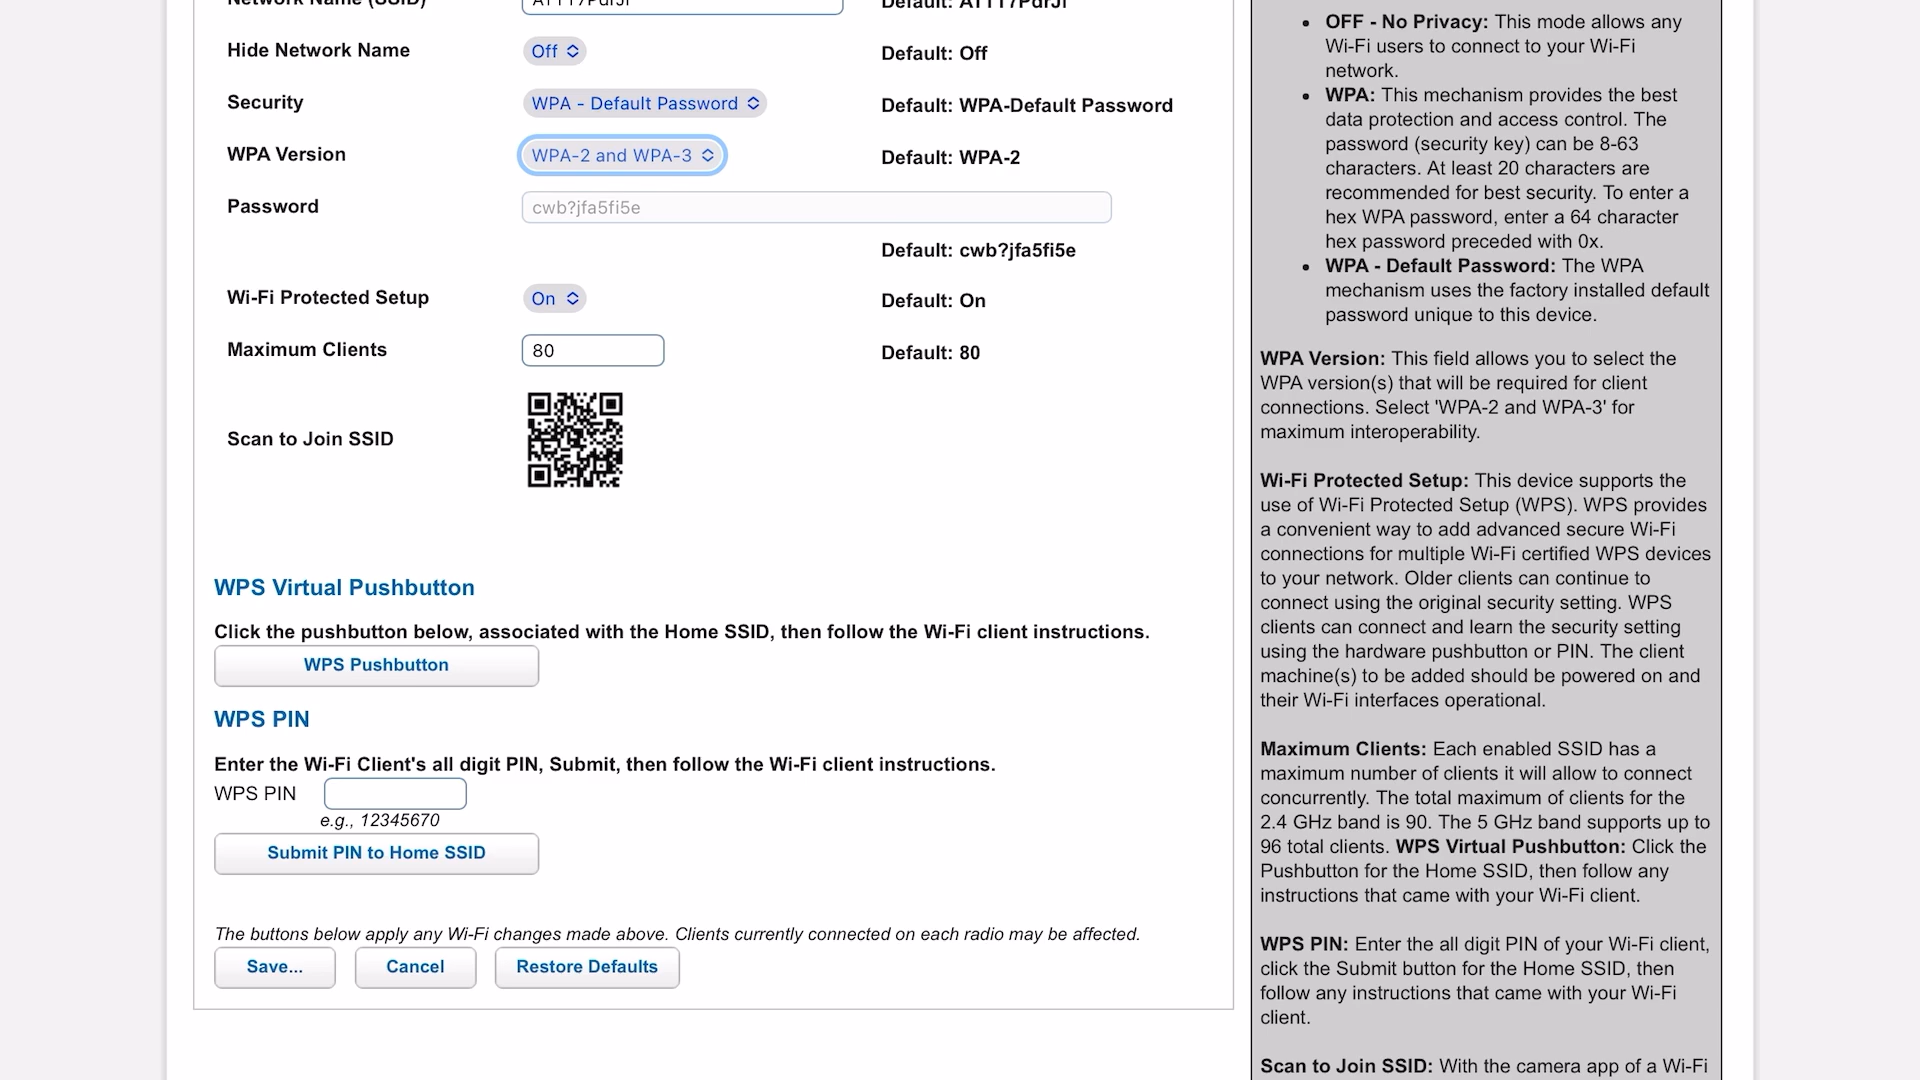 Hide Network Name Off Default: Off
Security WPA - Default Password Default: WPA-Default Password
WPA Version WPA-2 and WPA-3 Default: WPA-2
Password cwb?jfa5fi5e
Default: cwb?jfa5fi5e
Wi-Fi Protected Setup On Default: On
Maximum Clients 80 Default: 80
Scan to Join SSID
WPS Virtual Pushbutton
Click the pushbutton below, associated with the Home SSID, then follow the Wi-Fi client instructions.
WPS Pushbutton
WPS PIN
Enter the Wi-Fi Client's all digit PIN, Submit, then follow the Wi-Fi client instructions.
WPS PIN
e.g., 12345670
Submit PIN to Home SSID
The buttons below apply any Wi-Fi changes made above. Clients currently connected on each radio may be affected.
Save... Cancel Restore Defaults
OFF - No Privacy: This mode allows any
Wi-Fi users to connect to your Wi-Fi
network.
WPA: This mechanism provides the best
data protection and access control. The
password (security key) can be 8-63
characters. At least 20 characters are
recommended for best security. To enter a
hex WPA password, enter a 64 character
hex password preceded with 0x.
WPA - Default Password: The WPA
mechanism uses the factory installed default
password unique to this device.
WPA Version: This field allows you to select the
WPA version(s) that will be required for client
connections. Select 'WPA-2 and WPA-3' for
maximum interoperability.
Wi-Fi Protected Setup: This device supports the
use of Wi-Fi Protected Setup (WPS). WPS provides
a convenient way to add advanced secure Wi-Fi
connections for multiple Wi-Fi certified WPS devices
to your network. Older clients can continue to
connect using the original security setting. WPS
clients can connect and learn the security setting
using the hardware pushbutton or PIN. The client
machine(s) to be added should be powered on and
their Wi-Fi interfaces operational.
Maximum Clients: Each enabled SSID has a
maximum number of clients it will allow to connect
concurrently. The total maximum of clients for the
2.4 GHz band is 90. The 5 GHz band supports up to
96 total clients. WPS Virtual Pushbutton: Click the
Pushbutton for the Home SSID, then follow any
instructions that came with your Wi-Fi client.
WPS PIN: Enter the all digit PIN of your Wi-Fi client,
click the Submit button for the Home SSID, then
follow any instructions that came with your Wi-Fi
client.
Scan to Join SSID: With the camera app of a Wi-Fi